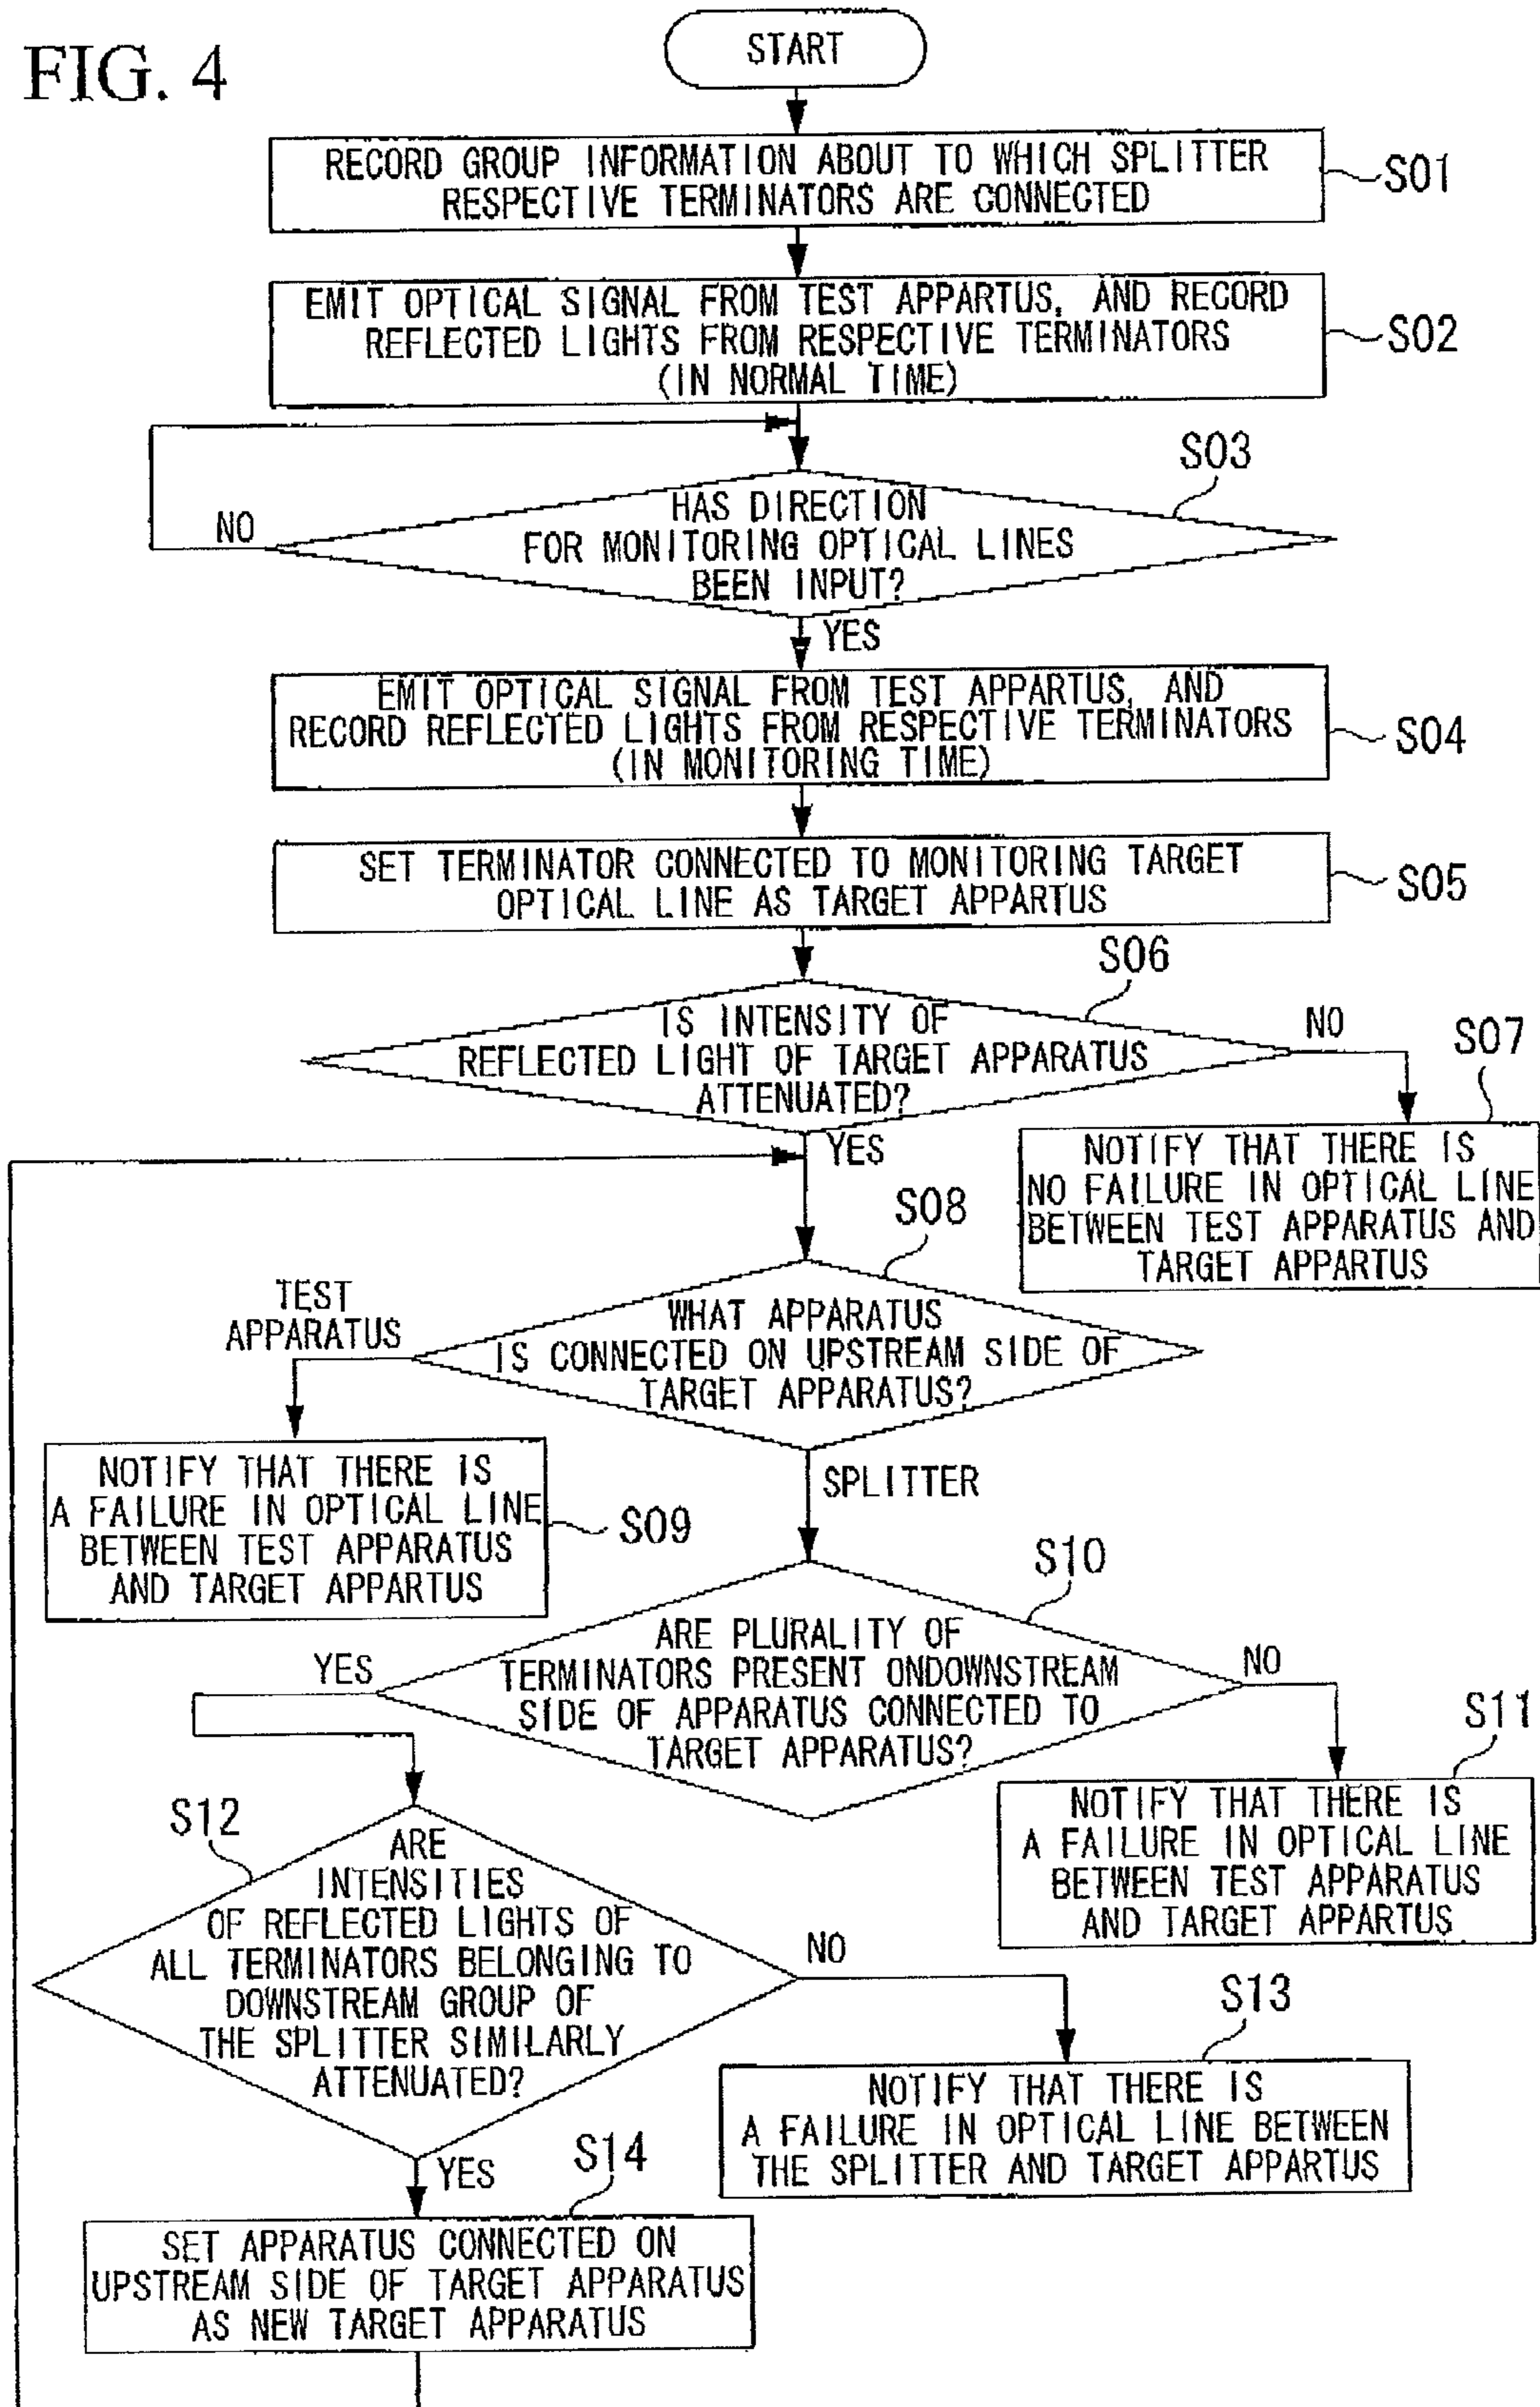 FIG. 4
START
RECORD GROUP INFORMATION ABOUT TO WHICH SPLITTER
RESPECTIVE TERMINATORS ARE CONNECTED
S01
EMIT OPTICAL SIGNAL FROM TEST APPARTUS, AND RECORD
REFLECTED LIGHTS FROM RESPECTIVE TERMINATORS
(IN NORMAL TIME)
S02
S03
HAS DIRECTION
FOR MONITORING OPTICAL LINES
BEEN INPUT?
NO
YES
EMIT OPTICAL SIGNAL FROM TEST APPARTUS, AND
RECORD REFLECTED LIGHTS FROM RESPECTIVE TERMINATORS
(IN MONITORING TIME)
S04
SET TERMINATOR CONNECTED TO MONITORING TARGET
OPTICAL LINE AS TARGET APPARTUS
S05
S06
IS INTENSITY OF
REFLECTED LIGHT OF TARGET APPARATUS
ATTENUATED?
NO
YES
S07
NOTIFY THAT THERE IS
NO FAILURE IN OPTICAL LINE
BETWEEN TEST APPARATUS AND
TARGET APPARTUS
S08
WHAT APPARATUS
IS CONNECTED ON UPSTREAM SIDE OF
TARGET APPARATUS?
TEST
APPARATUS
SPLITTER
NOTIFY THAT THERE IS
A FAILURE IN OPTICAL LINE
BETWEEN TEST APPARATUS
AND TARGET APPARTUS
S09
S10
ARE PLURALITY OF
TERMINATORS PRESENT ONDOWNSTREAM
SIDE OF APPARATUS CONNECTED TO
TARGET APPARATUS?
YES
NO
S11
NOTIFY THAT THERE IS
A FAILURE IN OPTICAL LINE
BETWEEN TEST APPARATUS
AND TARGET APPARTUS
S12
ARE
INTENSITIES
OF REFLECTED LIGHTS OF
ALL TERMINATORS BELONGING TO
DOWNSTREAM GROUP OF
THE SPLITTER SIMILARLY
ATTENUATED?
NO
YES
S13
NOTIFY THAT THERE IS
A FAILURE IN OPTICAL LINE BETWEEN
THE SPLITTER AND TARGET APPARTUS
S14
SET APPARATUS CONNECTED ON
UPSTREAM SIDE OF TARGET APPARATUS
AS NEW TARGET APPARATUS